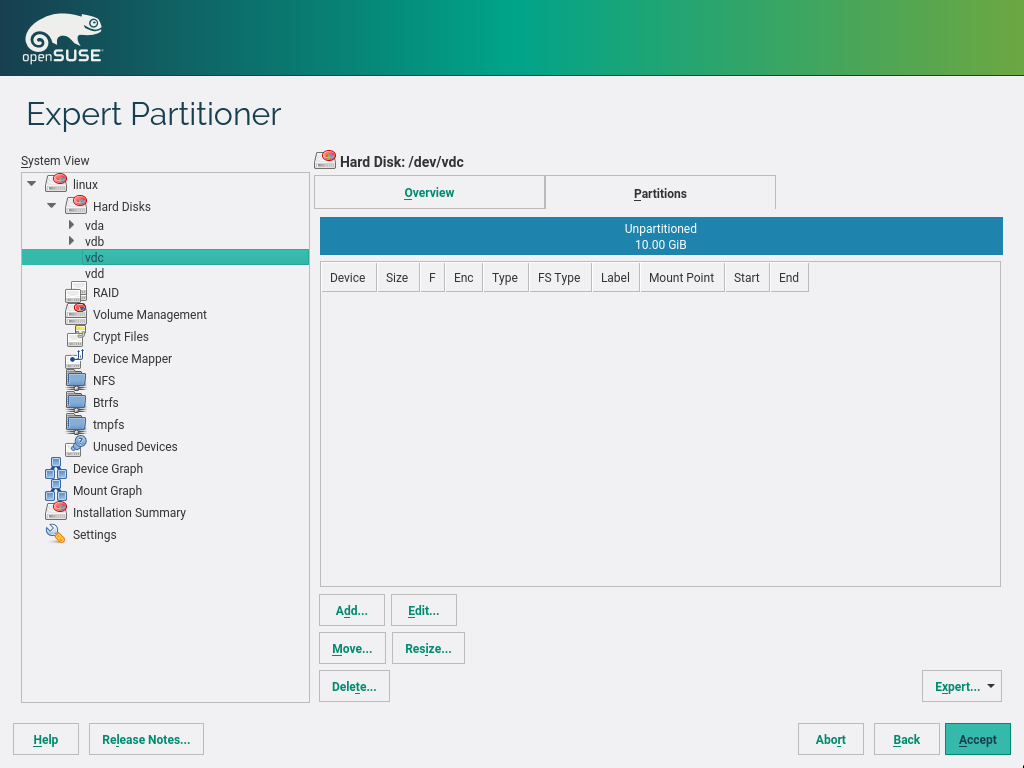 openSUSE
Expert Partitioner
System View
linux
Hard Disks
vda
vdb
vdc
vdd
RAID
Volume Management
Crypt Files
Device Mapper
NFS
Btrfs
tmpfs
Unused Devices
Device Graph
Mount Graph
Installation Summary
Settings
Hard Disk: /dev/vdc
Overview Partitions
Unpartitioned
10.00 GiB
Device Size F Enc Type FS Type Label Mount Point Start End
Add... Edit...
Move... Resize...
Delete... Expert...
Help Release Notes... Abort Back Accept